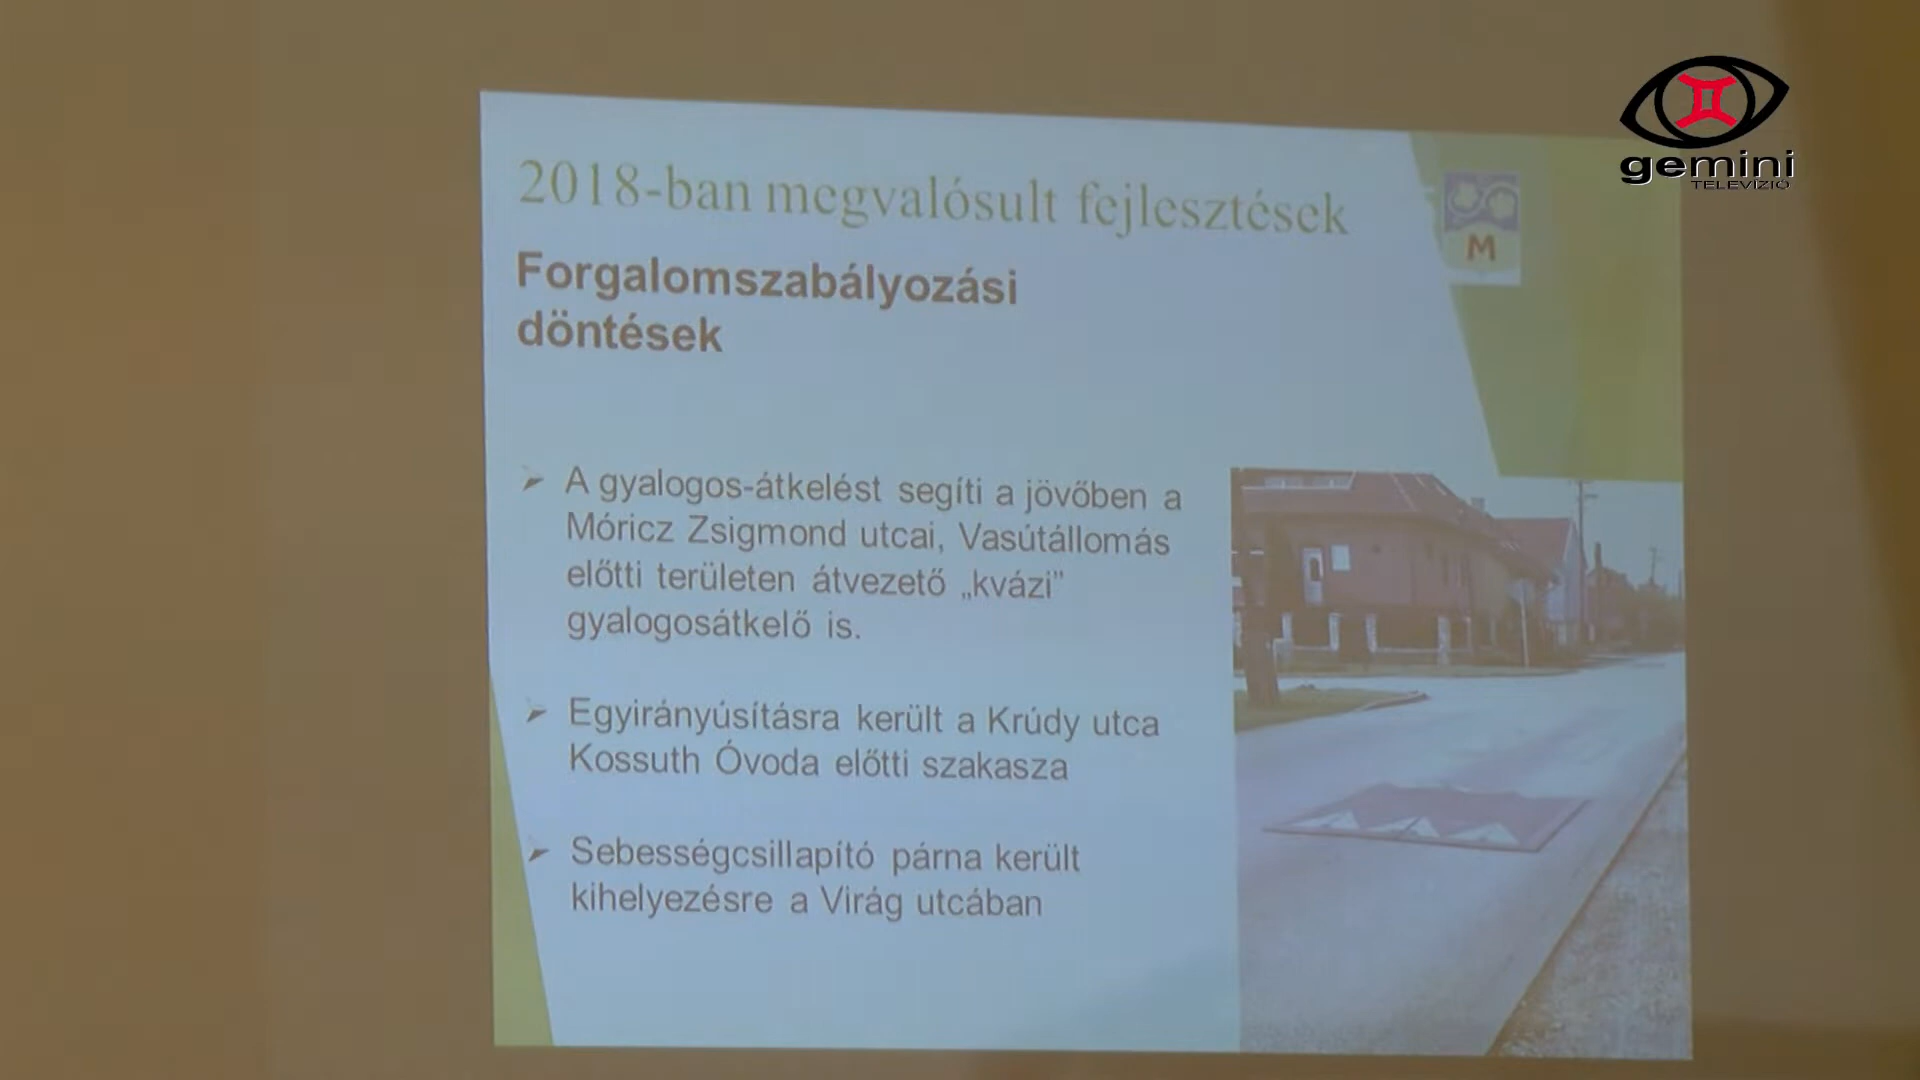 gemini
TELEVÍZIÓ
2018-ban megvalósult fejlesztések
M
Forgalomszabályozási
döntések
➢ A gyalogos-átkelést segíti a jövőben a
Móricz Zsigmond utcai, Vasútállomás
előtti területen átvezető „kvázi”
gyalogosátkelő is.
➢ Egyirányúsításra került a Krúdy utca
Kossuth Óvoda előtti szakasza
➢ Sebességcsillapító párna került
kihelyezésre a Virág utcában